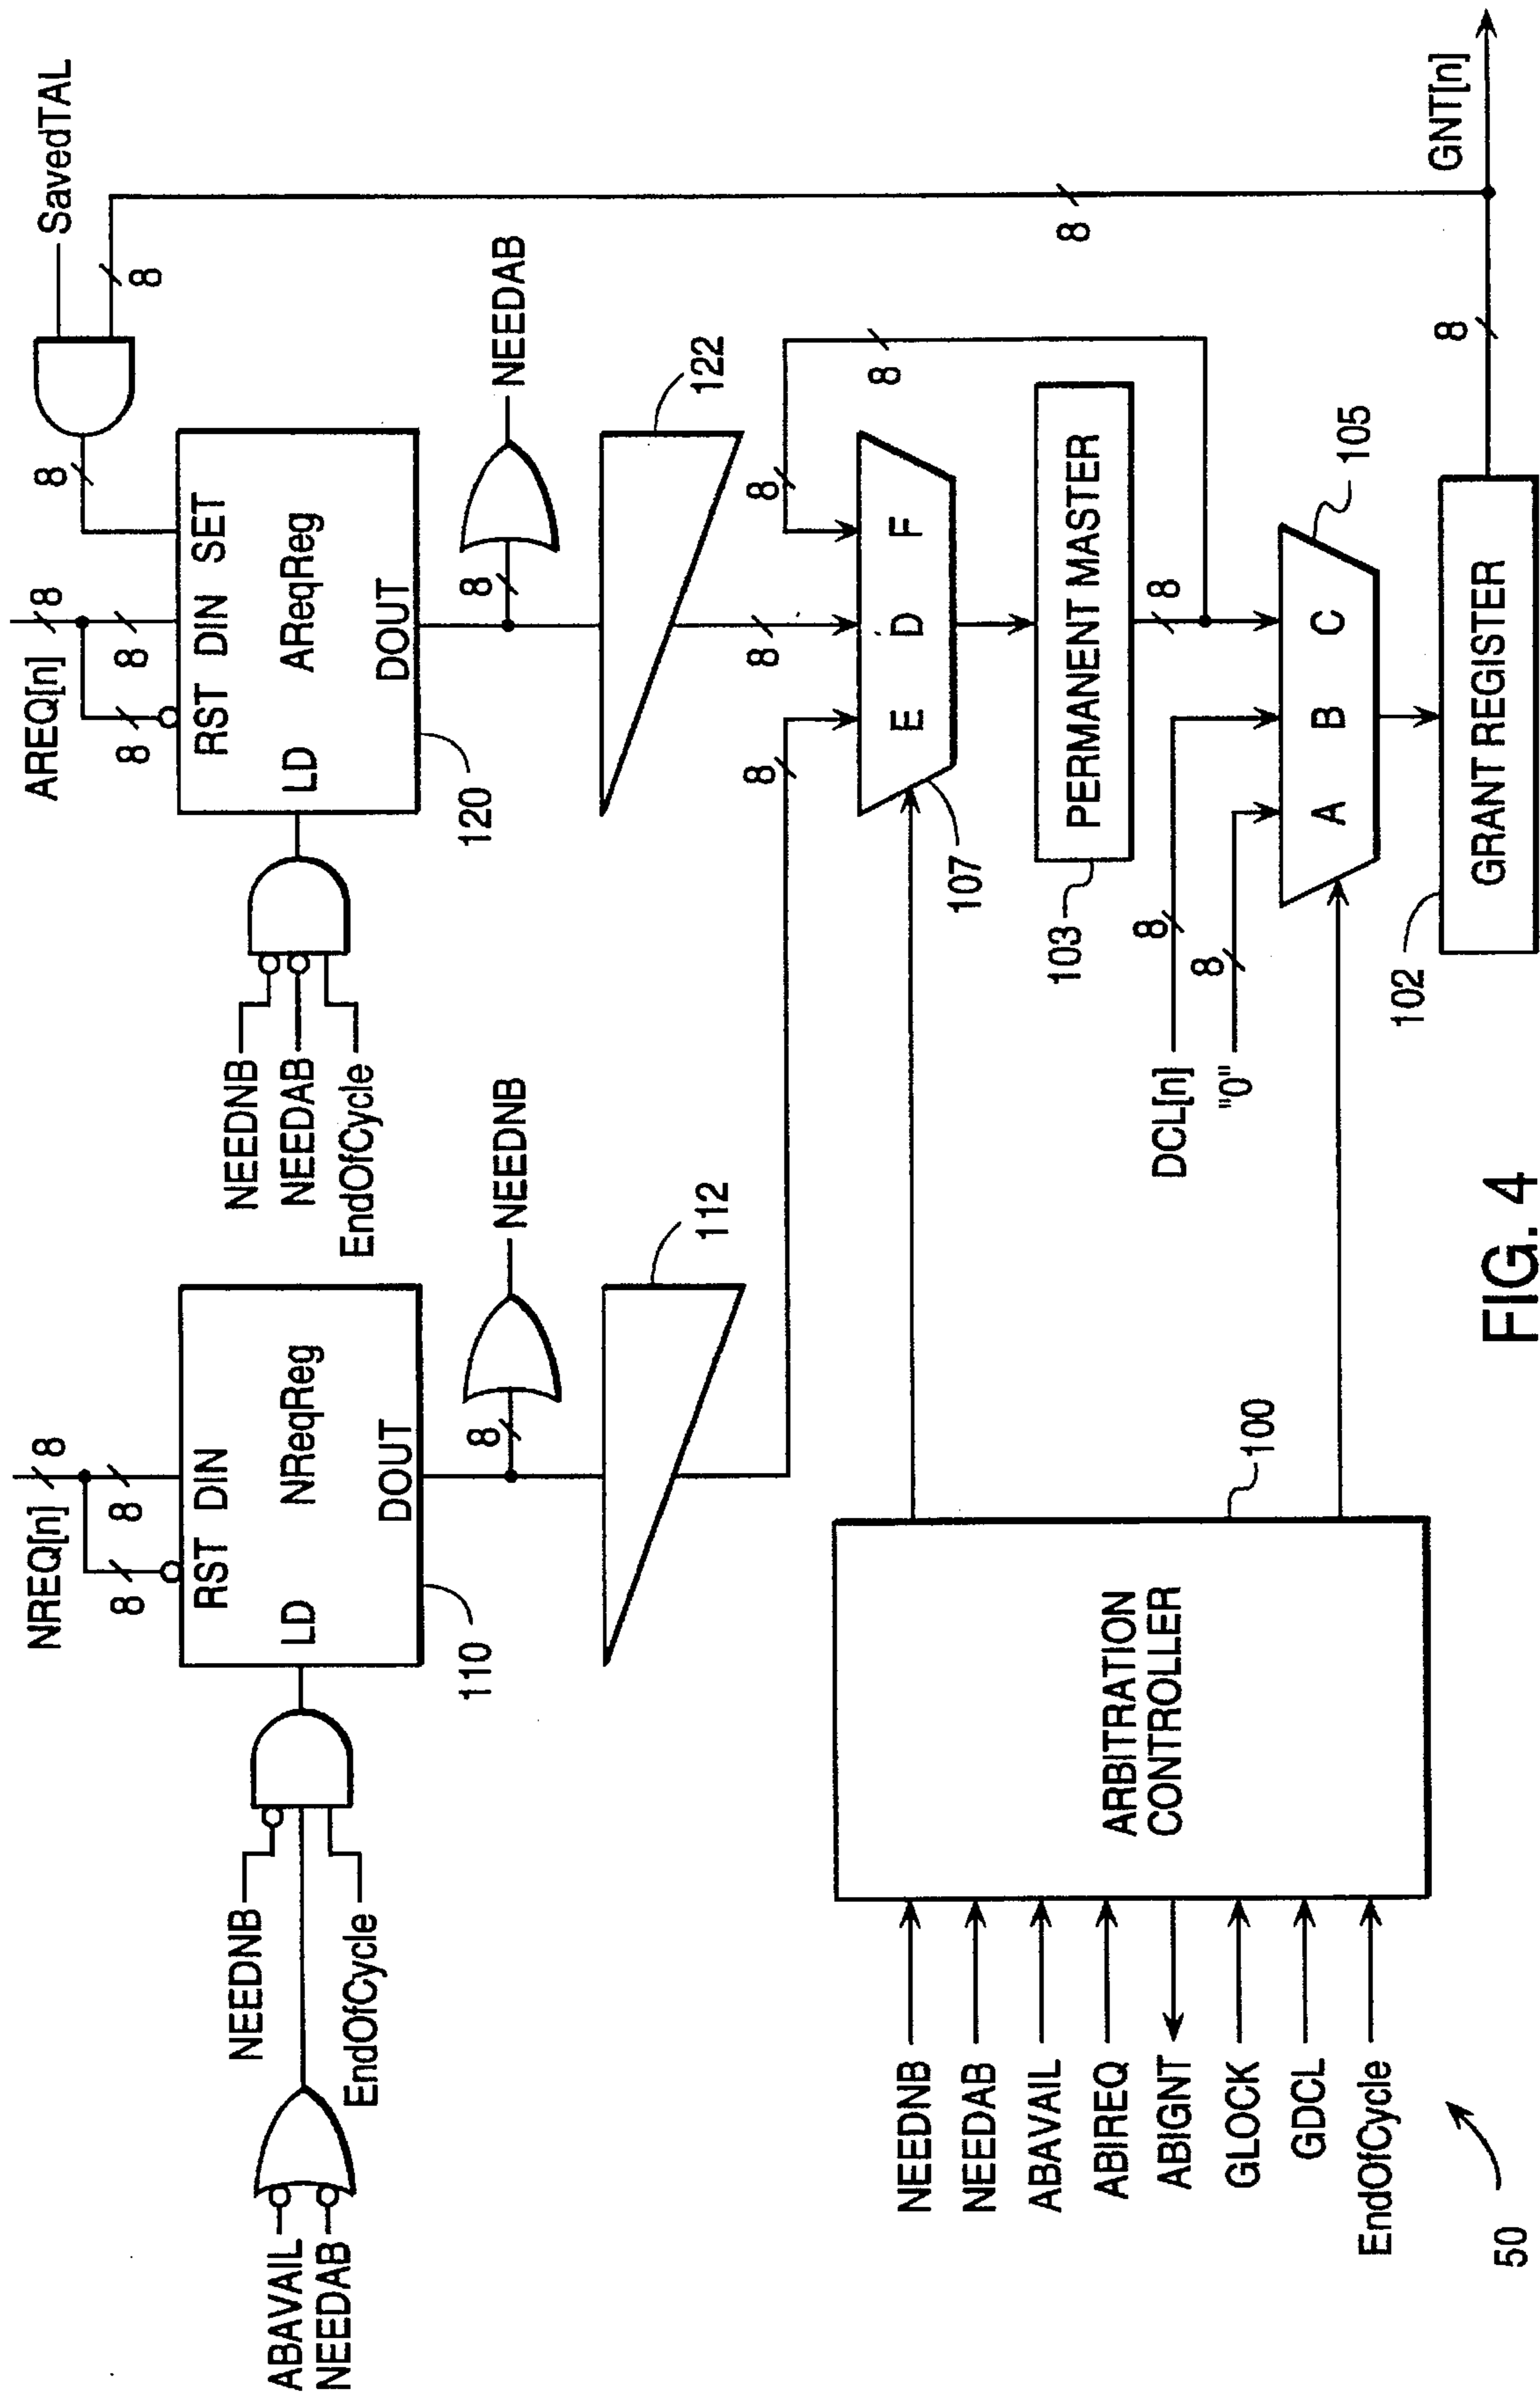 ABAVAIL
NEEDAB
NEEDNB
EndOfCycle
NREQ[n]
8
8
8
RST DIN
LD
NReqReg
DOUT
110
8
NEEDNB
112
NEEDNB
NEEDAB
EndOfCycle
AREQ[n]
8
8
8
RST DIN SET
LD
AReqReg
DOUT
120
8
SavedTAL
8
8
NEEDAB
122
8
8
8
8
E D F
107
PERMANENT MASTER
103
8
DCL[n]
8
"0"
8
A B C
105
GRANT REGISTER
102
8
8
GNT[n]
NEEDNB
NEEDAB
ABAVAIL
ABIREQ
ABIGNT
GLOCK
GDCL
EndOfCycle
ARBITRATION
CONTROLLER
100
50
FIG. 4